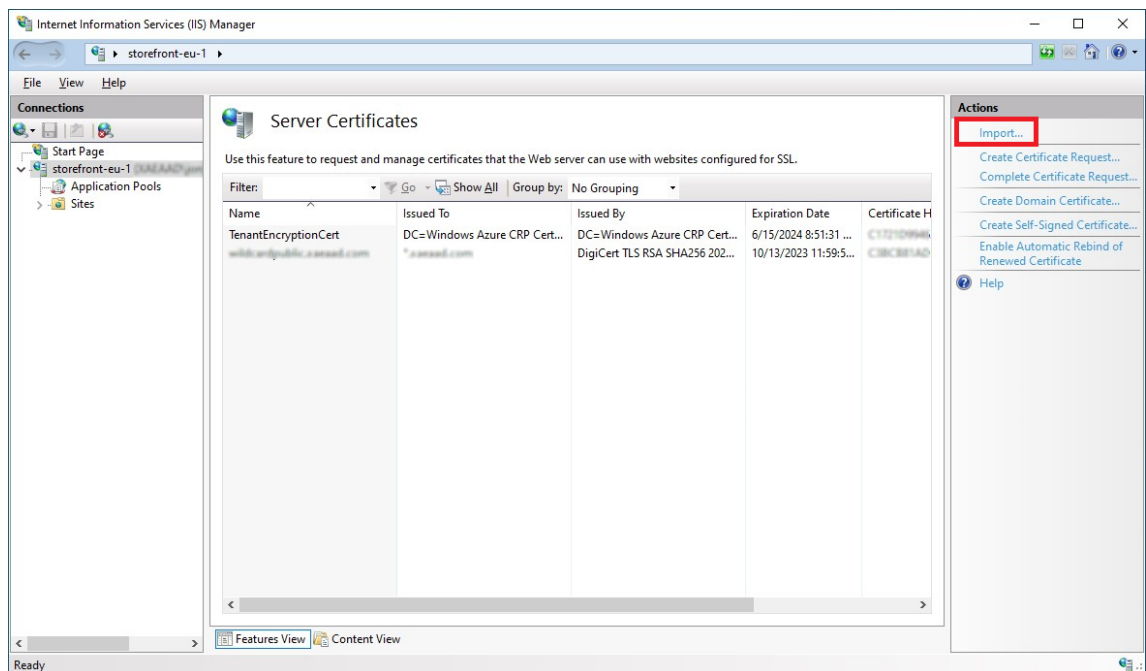 Internet Information Services (IIS) Manager
storefront-eu-1
File View Help
Connections
Start Page
storefront-eu-1
Application Pools
Sites
Server Certificates
Use this feature to request and manage certificates that the Web server can use with websites configured for SSL.
Filter: Go Show All Group by: No Grouping
Name Issued To Issued By Expiration Date Certificate H
TenantEncryptionCert DC=Windows Azure CRP Cert... DC=Windows Azure CRP Cert... 6/15/2024 8:51:31 ...
DigiCert TLS RSA SHA256 202... 10/13/2023 11:59:5...
Features View Content View
Actions
Import...
Create Certificate Request...
Complete Certificate Request...
Create Domain Certificate...
Create Self-Signed Certificate...
Enable Automatic Rebind of
Renewed Certificate
Help
Ready